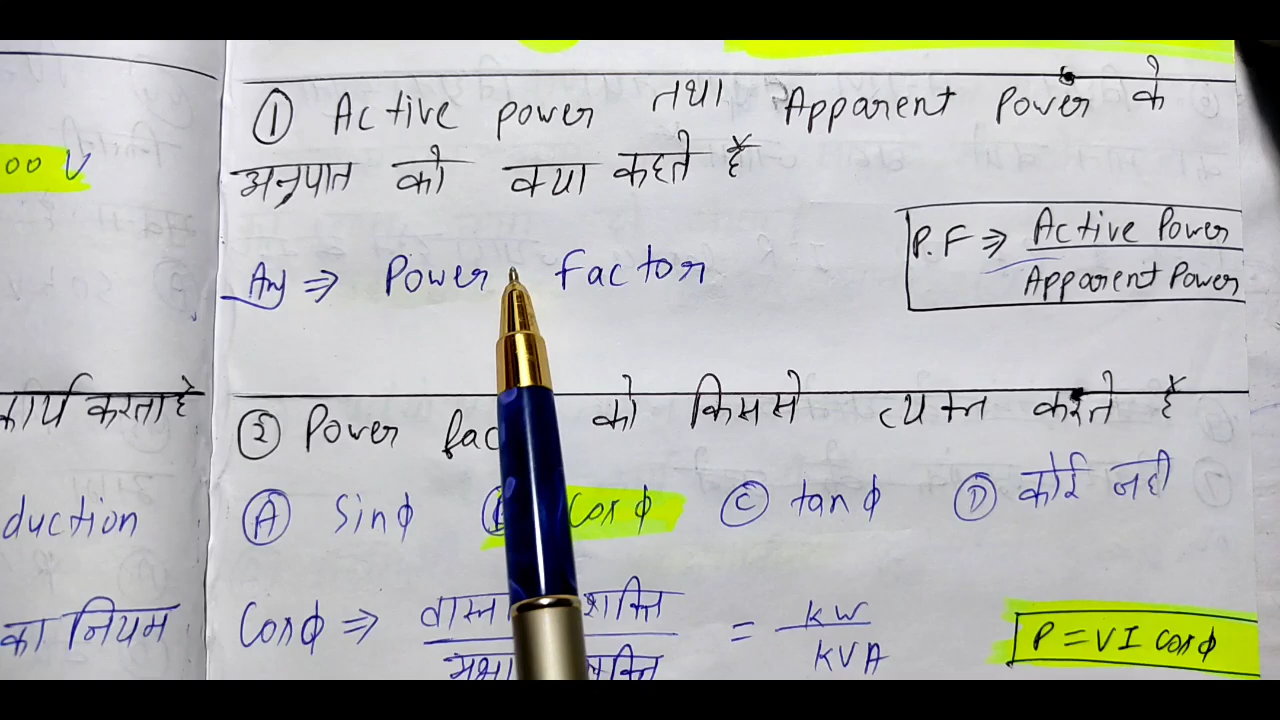 00 V
कार्य करता है
duction
का नियम
① Active power तथा Apparent Power के
अनुपात को क्या कहते हैं
Ans ⇒ Power factor
P.F ⇒ Active Power
Apparent Power
② Power fac को किससे व्यक्त करते हैं
Ⓐ Sinϕ cosϕ Ⓒ tanϕ Ⓓ कोई नही
Cosϕ ⇒ वास्त शक्ति = KW
क्ति KVA
P = VI cosϕ